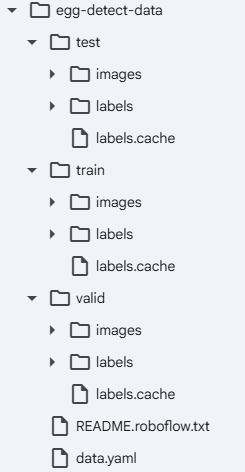 egg-detect-data
test
images
labels
labels.cache
train
images
labels
labels.cache
valid
images
labels
labels.cache
README.roboflow.txt
data.yaml